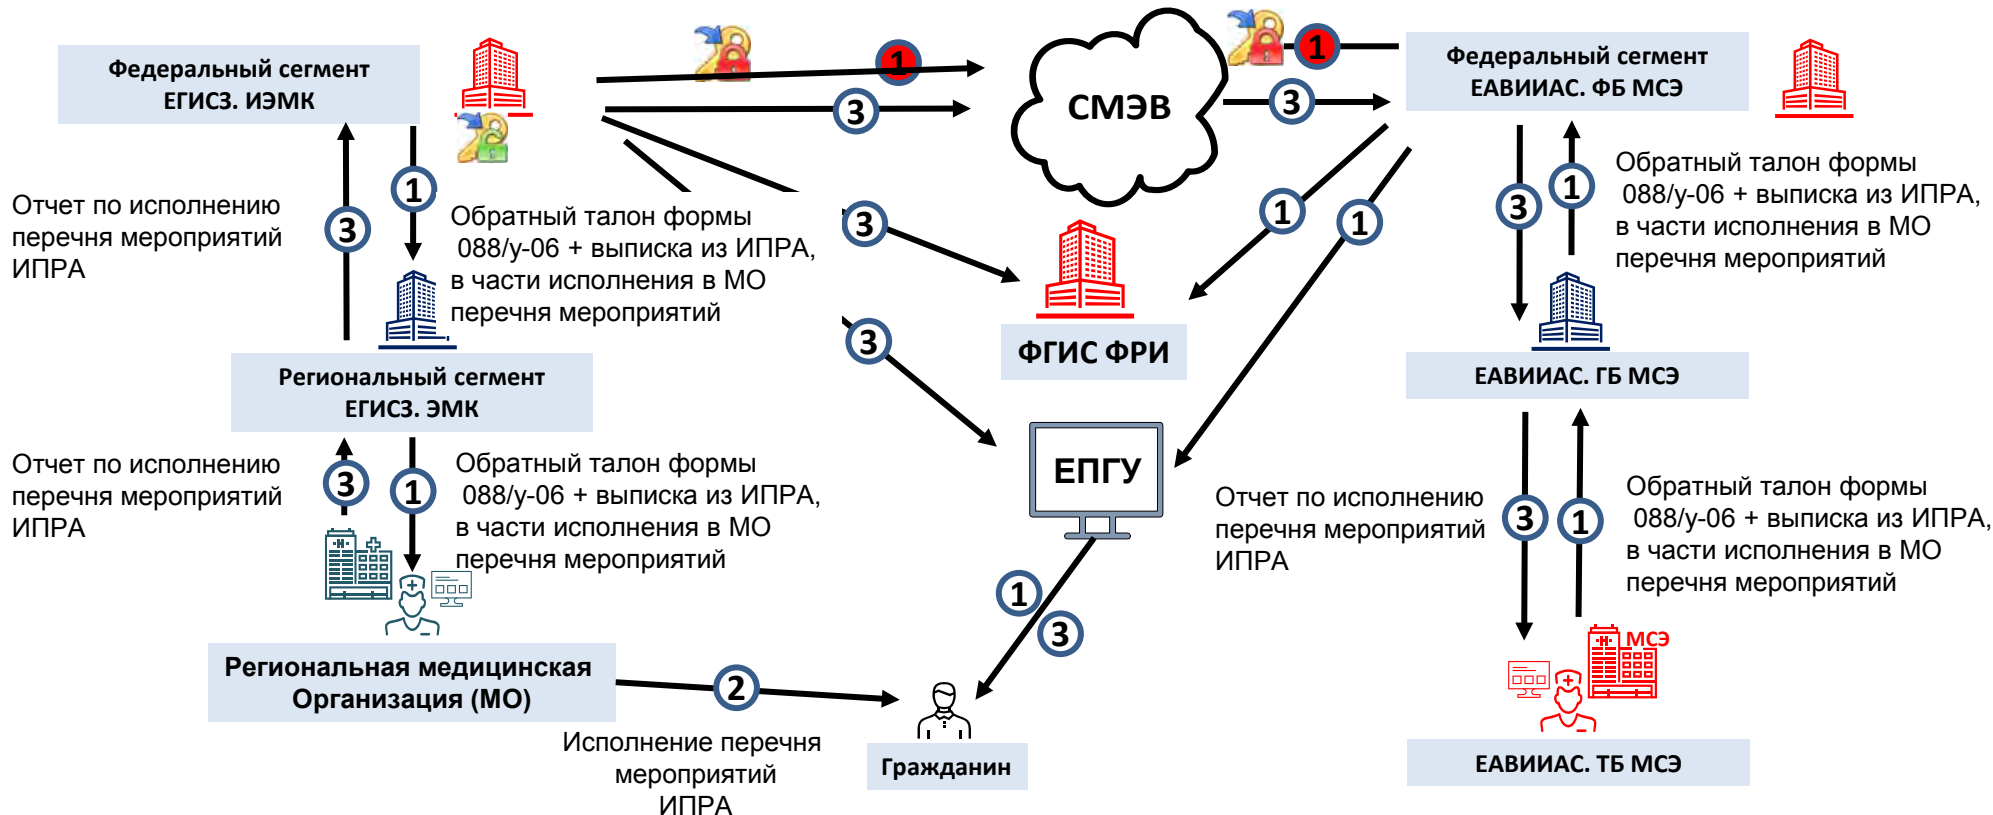 Федеральный сегмент
ЕГИСЗ. ИЭМК
1
3
СМЭВ
1
3
Федеральный сегмент
ЕАВИИАС. ФБ МСЭ
Отчет по исполнению
перечня мероприятий
ИПРА
3
1
Обратный талон формы
088/у-06 + выписка из ИПРА,
в части исполнения в МО
перечня мероприятий
3
3
ФГИС ФРИ
1
1
3
1
Обратный талон формы
088/у-06 + выписка из ИПРА,
в части исполнения в МО
перечня мероприятий
Региональный сегмент
ЕГИСЗ. ЭМК
ЕАВИИАС. ГБ МСЭ
Отчет по исполнению
перечня мероприятий
ИПРА
3
1
Обратный талон формы
088/у-06 + выписка из ИПРА,
в части исполнения в МО
перечня мероприятий
ЕПГУ
Отчет по исполнению
перечня мероприятий
ИПРА
3
1
Обратный талон формы
088/у-06 + выписка из ИПРА,
в части исполнения в МО
перечня мероприятий
1
3
МСЭ
Региональная медицинская
Организация (МО)
2
Исполнение перечня
мероприятий
ИПРА
Гражданин
ЕАВИИАС. ТБ МСЭ